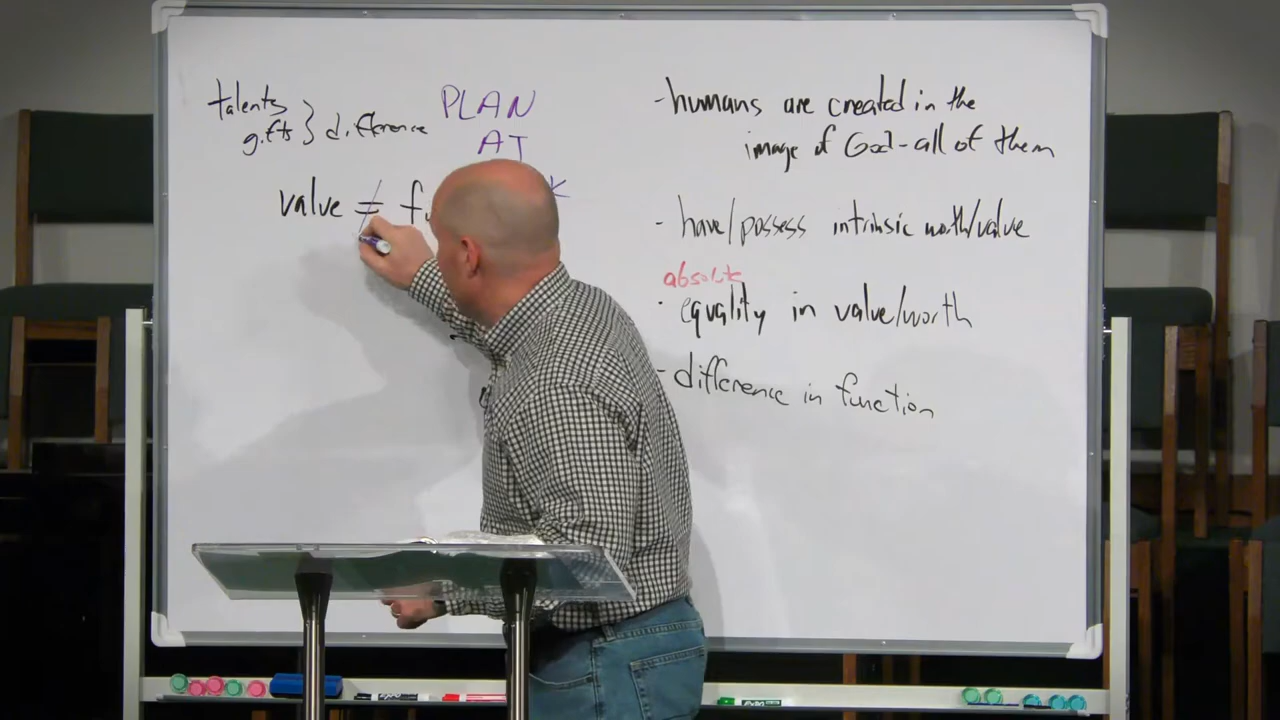 talents
gifts } difference
PLAN
AT
value ≠
- humans are created in the
image of God - all of them
- have/possess intrinsic worth/value
absolute
· equality in value/worth
- difference in function